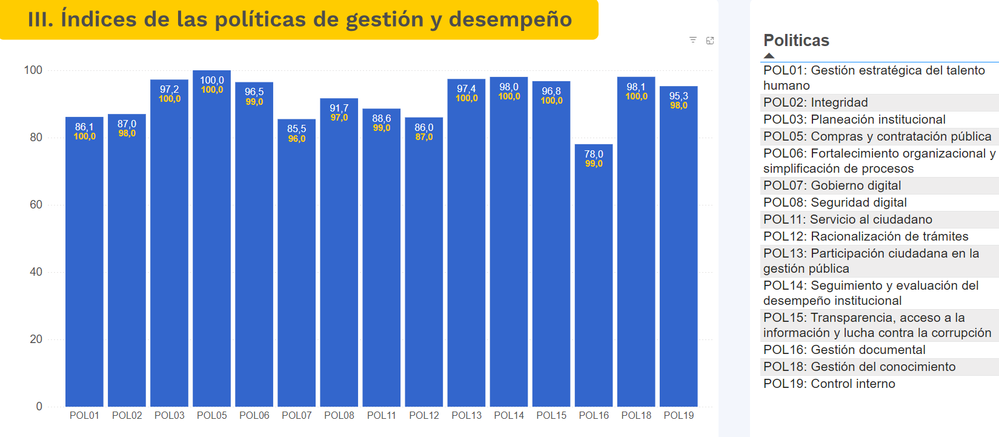 III. Índices de las políticas de gestión y desempeño
100
80
60
40
20
0
86,1
100,0
87,0
98,0
97,2
100,0
100,0
100,0
96,5
99,0
85,5
96,0
91,7
97,0
88,6
99,0
86,0
87,0
97,4
100,0
98,0
100,0
96,8
100,0
78,0
99,0
98,1
100,0
95,3
98,0
POL01 POL02 POL03 POL05 POL06 POL07 POL08 POL11 POL12 POL13 POL14 POL15 POL16 POL18 POL19
Politicas
POL01: Gestión estratégica del talento
humano
POL02: Integridad
POL03: Planeación institucional
POL05: Compras y contratación pública
POL06: Fortalecimiento organizacional y
simplificación de procesos
POL07: Gobierno digital
POL08: Seguridad digital
POL11: Servicio al ciudadano
POL12: Racionalización de trámites
POL13: Participación ciudadana en la
gestión pública
POL14: Seguimiento y evaluación del
desempeño institucional
POL15: Transparencia, acceso a la
información y lucha contra la corrupción
POL16: Gestión documental
POL18: Gestión del conocimiento
POL19: Control interno